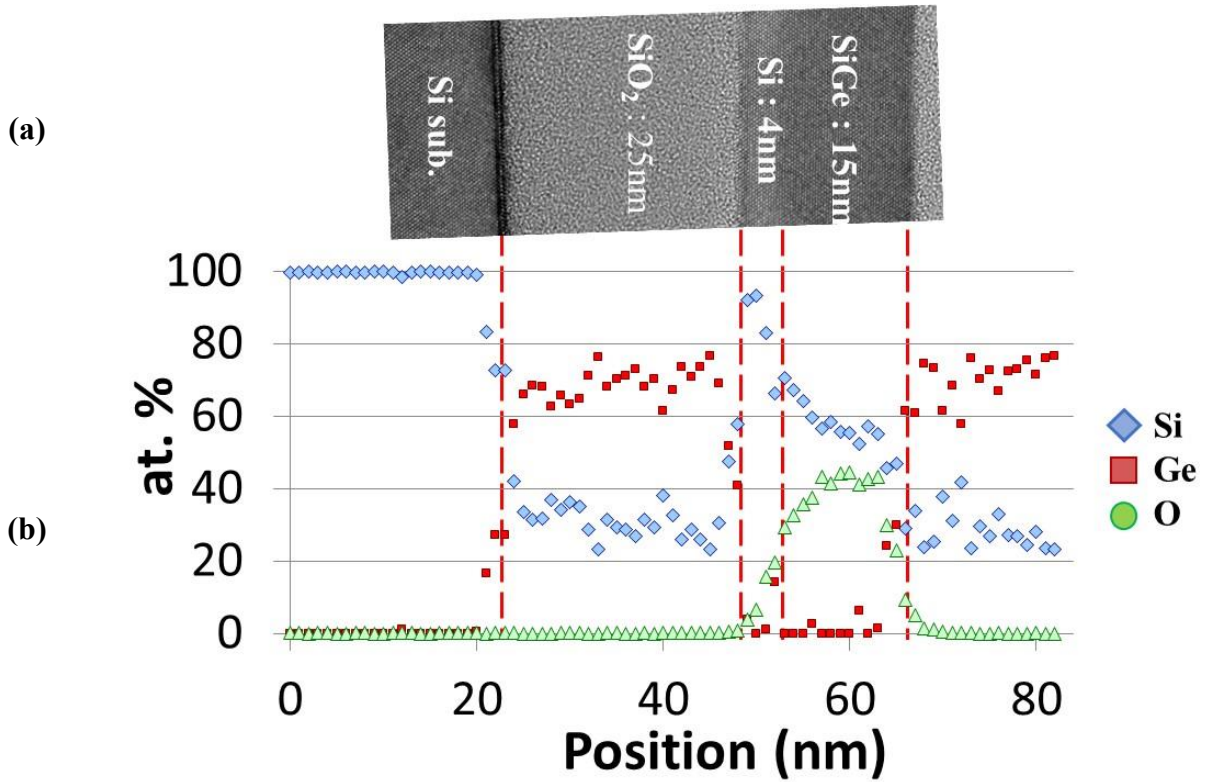 (a)
Si sub.
SiO₂ : 25nm
Si : 4nm
SiGe : 15nm
(b)
at. %
100
80
60
40
20
0
0 20 40 60 80
Position (nm)
Si
Ge
O